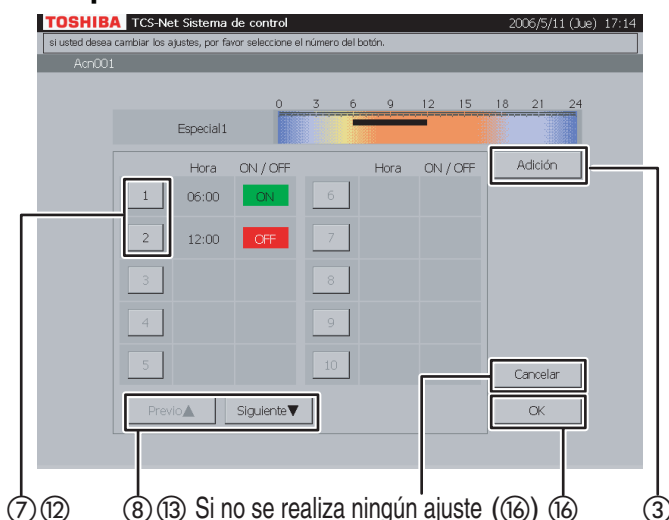 TOSHIBA TCS-Net Sistema de control 2006/5/11 (Jue) 17:14
si usted desea cambiar los ajustes, por favor seleccione el número del botón.
Acn001
0 3 6 9 12 15 18 21 24
Especial1
Hora ON / OFF Hora ON / OFF Adición
1 06:00 ON 6
2 12:00 OFF 7
3 8
4 9
5 10
Cancelar
Previo▲ Siguiente▼ OK
⑦⑫ ⑧⑬ Si no se realiza ningún ajuste (⑯) ⑯ ③